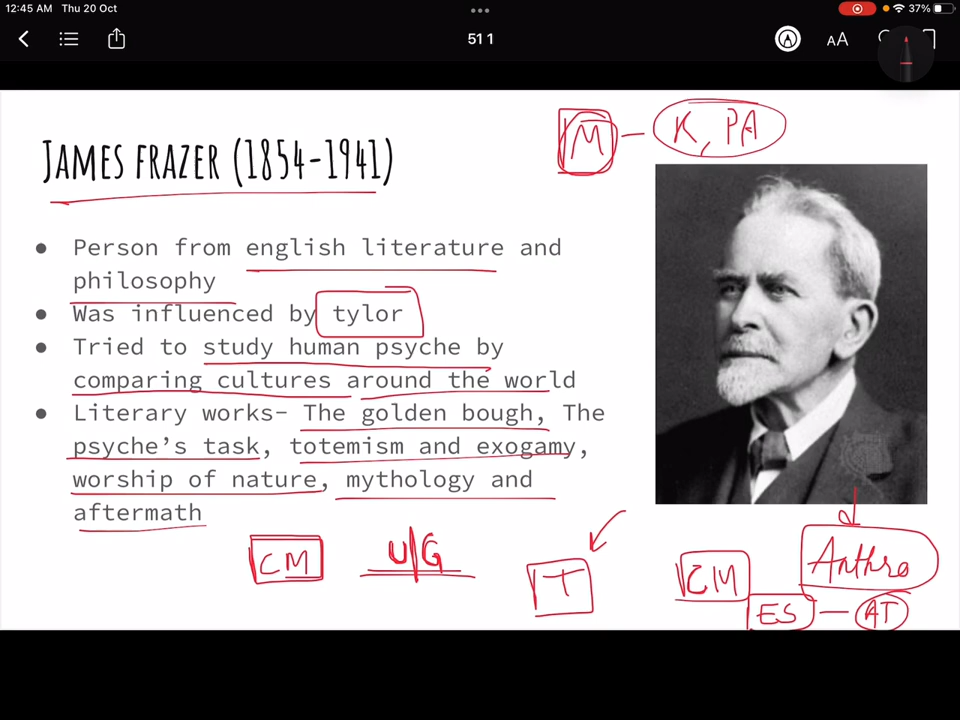 12:45 AM Thu 20 Oct
37%
51 1
AA
M — K, PA
JAMES FRAZER (1854-1941)
● Person from english literature and
philosophy
● Was influenced by tylor
● Tried to study human psyche by
comparing cultures around the world
● Literary works- The golden bough, The
psyche's task, totemism and exogamy,
worship of nature, mythology and
aftermath
CM U/G T CM Anthro
ES — AT